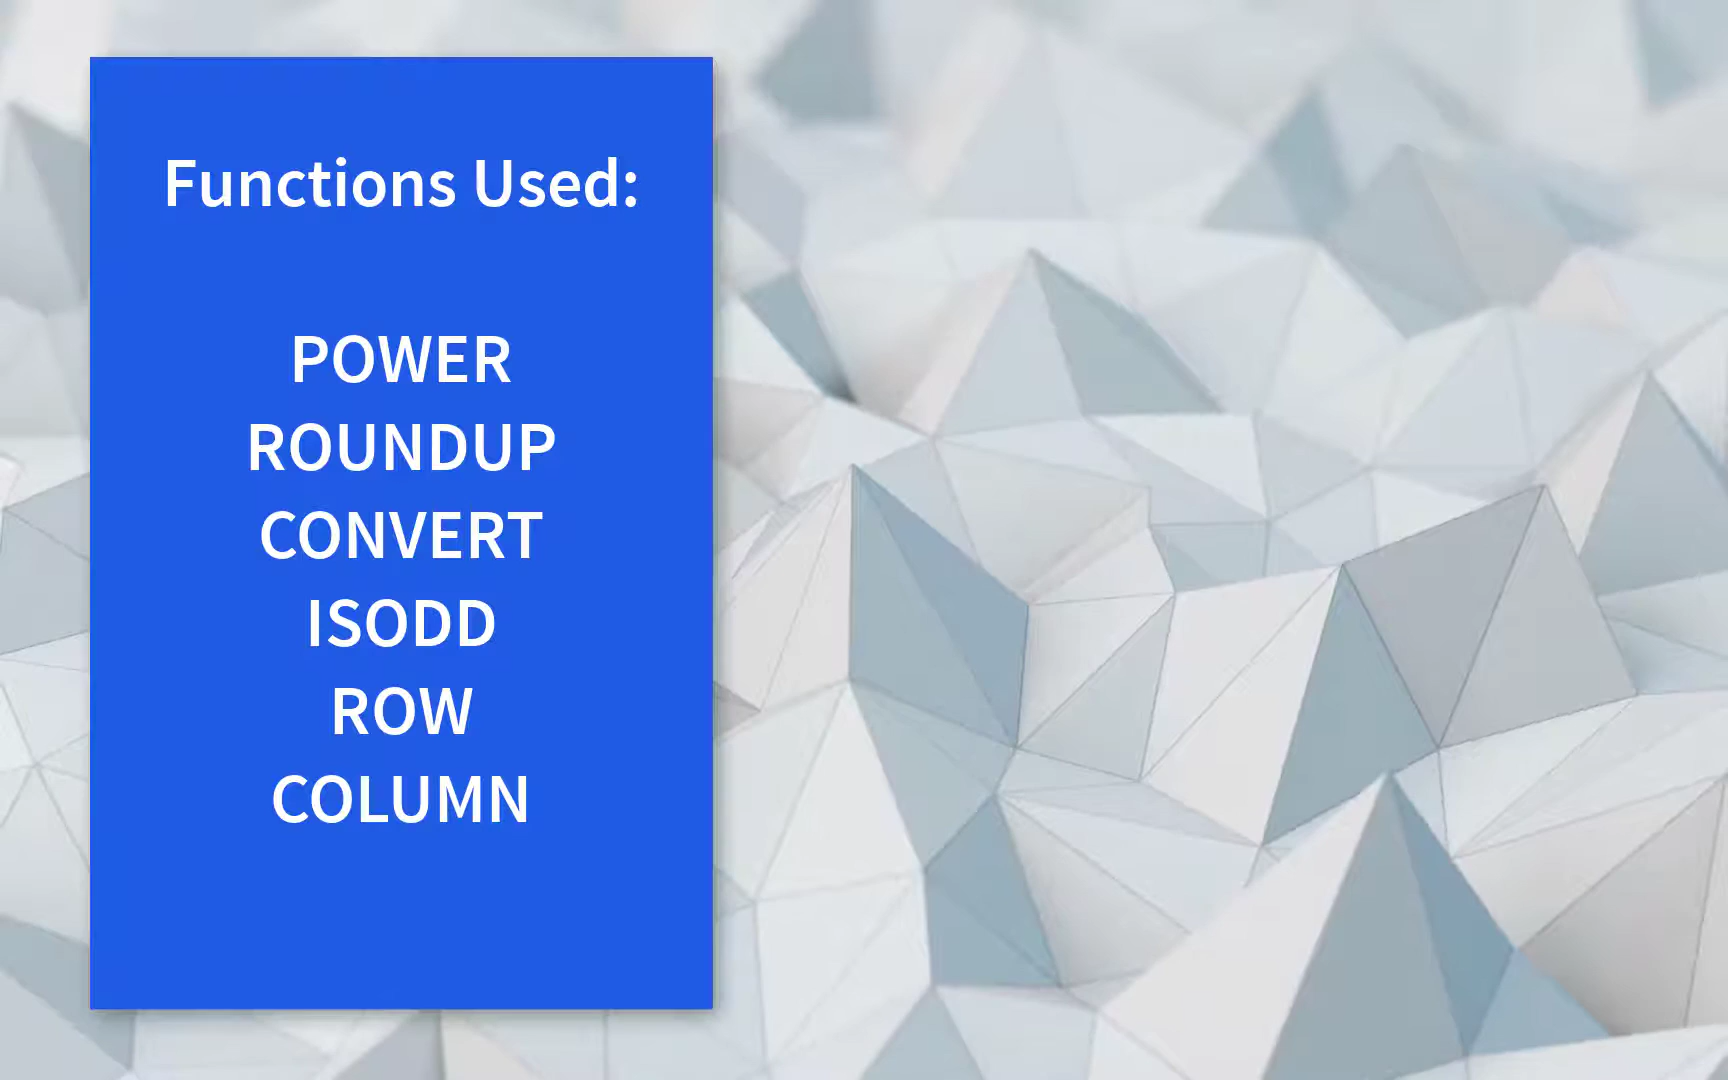 Functions Used:
POWER
ROUNDUP
CONVERT
ISODD
ROW
COLUMN